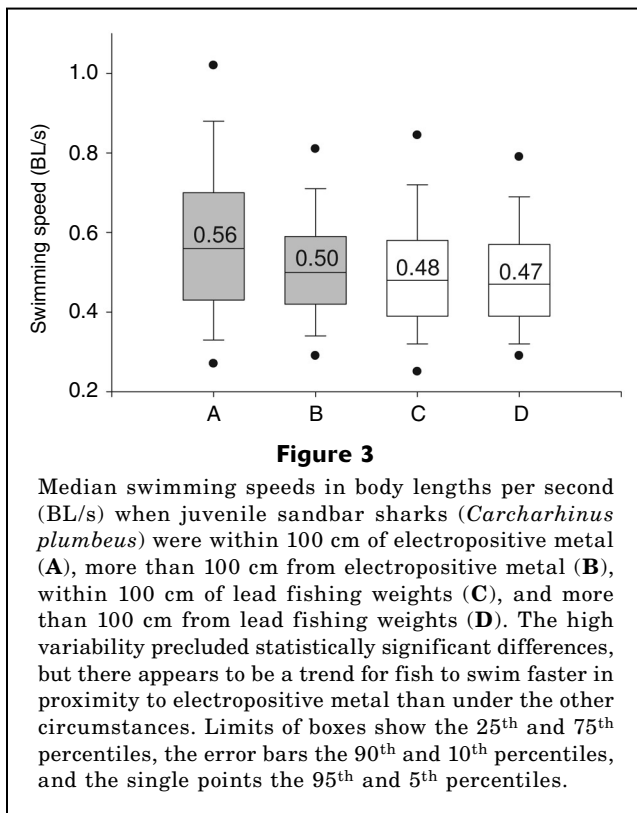 1.0
0.8
0.6
0.4
0.2
Swimming speed (BL/s)
0.56
0.50
0.48
0.47
A B C D
Figure 3
Median swimming speeds in body lengths per second
(BL/s) when juvenile sandbar sharks (Carcharhinus
plumbeus) were within 100 cm of electropositive metal
(A), more than 100 cm from electropositive metal (B),
within 100 cm of lead fishing weights (C), and more
than 100 cm from lead fishing weights (D). The high
variability precluded statistically significant differences,
but there appears to be a trend for fish to swim faster in
proximity to electropositive metal than under the other
circumstances. Limits of boxes show the 25th and 75th
percentiles, the error bars the 90th and 10th percentiles,
and the single points the 95th and 5th percentiles.